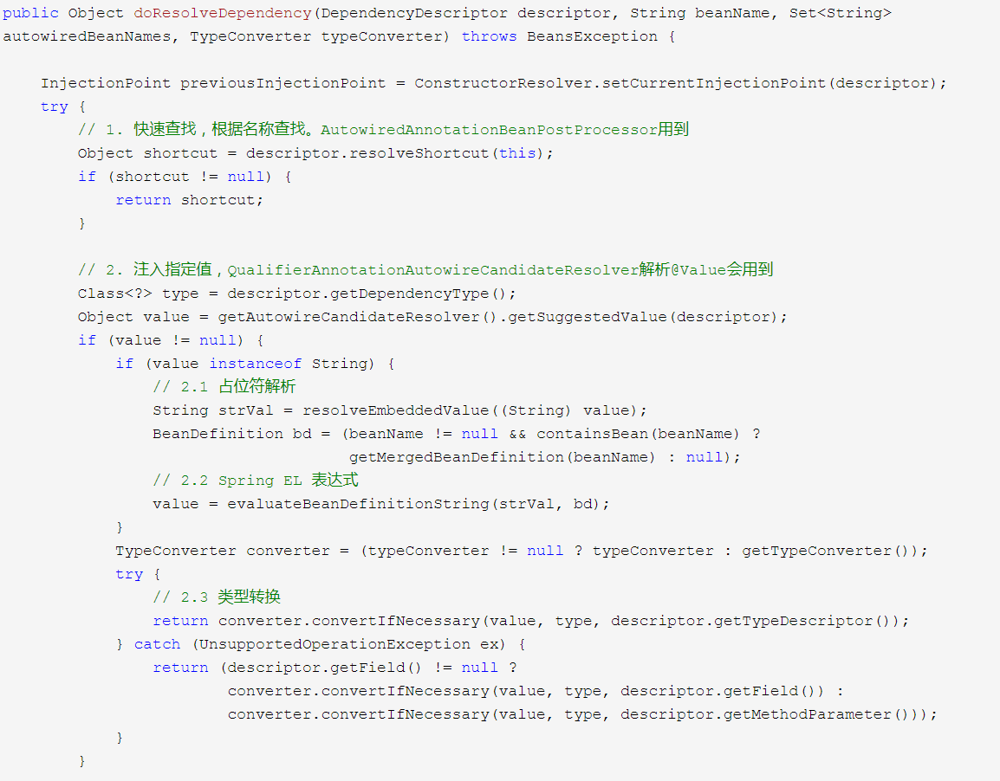 public Object doResolveDependency(DependencyDescriptor descriptor, String beanName, Set<String>
autowiredBeanNames, TypeConverter typeConverter) throws BeansException {
    InjectionPoint previousInjectionPoint = ConstructorResolver.setCurrentInjectionPoint(descriptor);
    try {
        // 1. 快速查找，根据名称查找。AutowiredAnnotationBeanPostProcessor用到
        Object shortcut = descriptor.resolveShortcut(this);
        if (shortcut != null) {
            return shortcut;
        }
        // 2. 注入指定值，QualifierAnnotationAutowireCandidateResolver解析@Value会用到
        Class<?> type = descriptor.getDependencyType();
        Object value = getAutowireCandidateResolver().getSuggestedValue(descriptor);
        if (value != null) {
            if (value instanceof String) {
                // 2.1 占位符解析
                String strVal = resolveEmbeddedValue((String) value);
                BeanDefinition bd = (beanName != null && containsBean(beanName) ?
                                     getMergedBeanDefinition(beanName) : null);
                // 2.2 Spring EL 表达式
                value = evaluateBeanDefinitionString(strVal, bd);
            }
            TypeConverter converter = (typeConverter != null ? typeConverter : getTypeConverter());
            try {
                // 2.3 类型转换
                return converter.convertIfNecessary(value, type, descriptor.getTypeDescriptor());
            } catch (UnsupportedOperationException ex) {
                return (descriptor.getField() != null ?
                        converter.convertIfNecessary(value, type, descriptor.getField()) :
                        converter.convertIfNecessary(value, type, descriptor.getMethodParameter()));
            }
        }